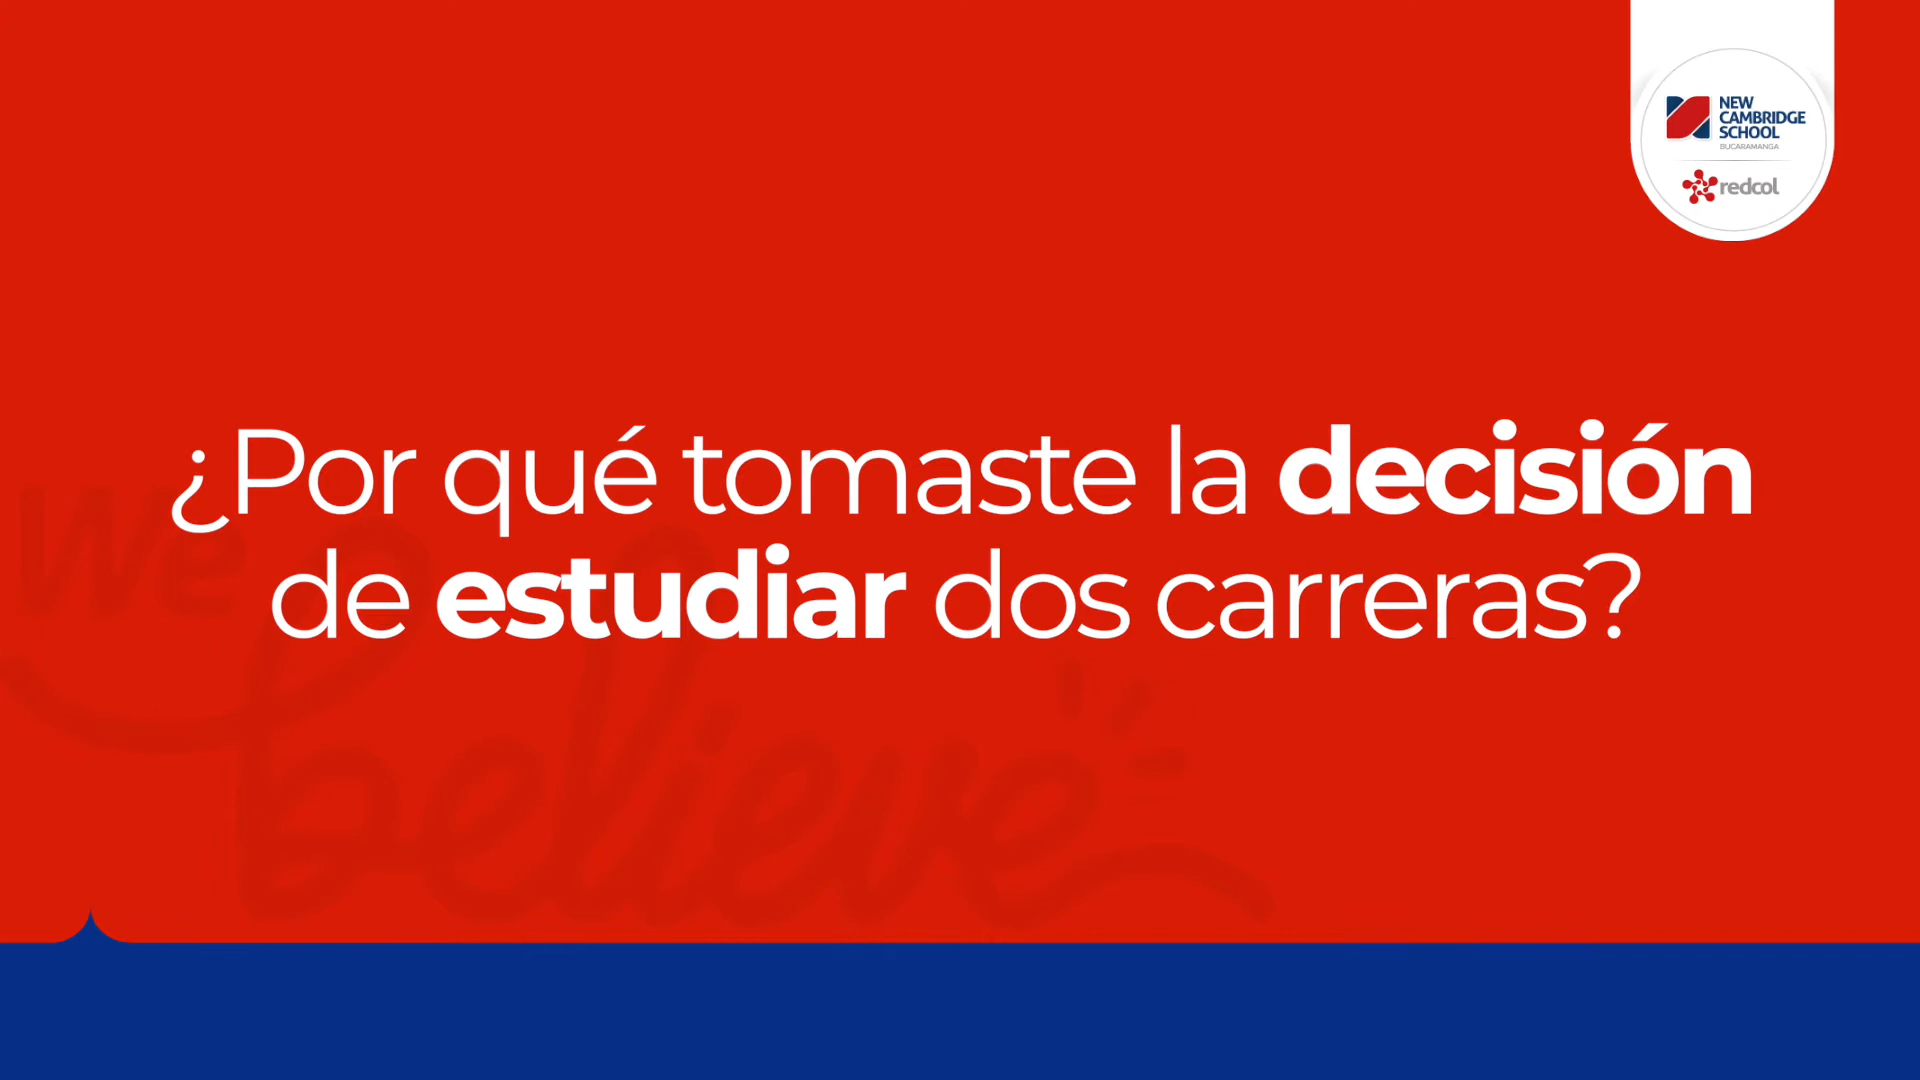 NEW
CAMBRIDGE
SCHOOL
BUCARAMANGA
redcol
¿Por qué tomaste la decisión
de estudiar dos carreras?
we
believe